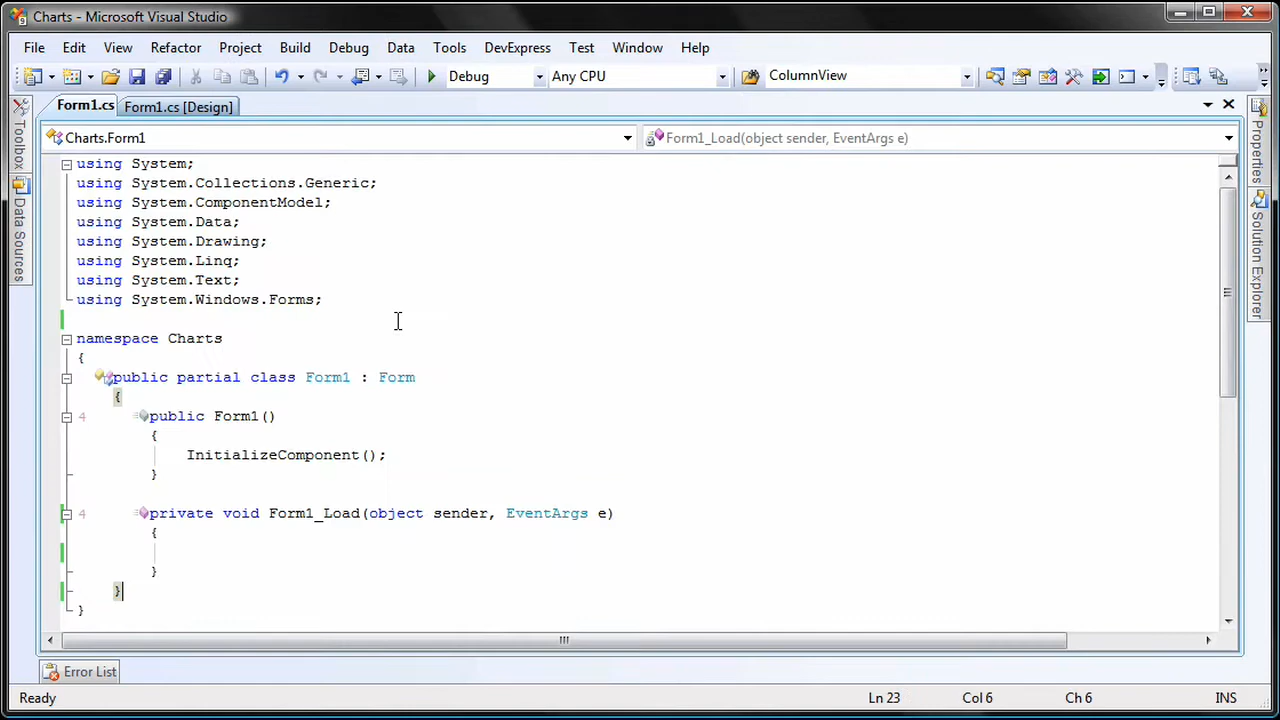 Charts - Microsoft Visual Studio
File Edit View Refactor Project Build Debug Data Tools DevExpress Test Window Help
Debug Any CPU ColumnView
Form1.cs Form1.cs [Design]
Toolbox
Data Sources
Properties
Solution Explorer
Charts.Form1 Form1_Load(object sender, EventArgs e)
using System;
using System.Collections.Generic;
using System.ComponentModel;
using System.Data;
using System.Drawing;
using System.Linq;
using System.Text;
using System.Windows.Forms;
namespace Charts
{
public partial class Form1 : Form
{
4 public Form1()
{
InitializeComponent();
}
4 private void Form1_Load(object sender, EventArgs e)
{
}
}
}
Error List
Ready Ln 23 Col 6 Ch 6 INS